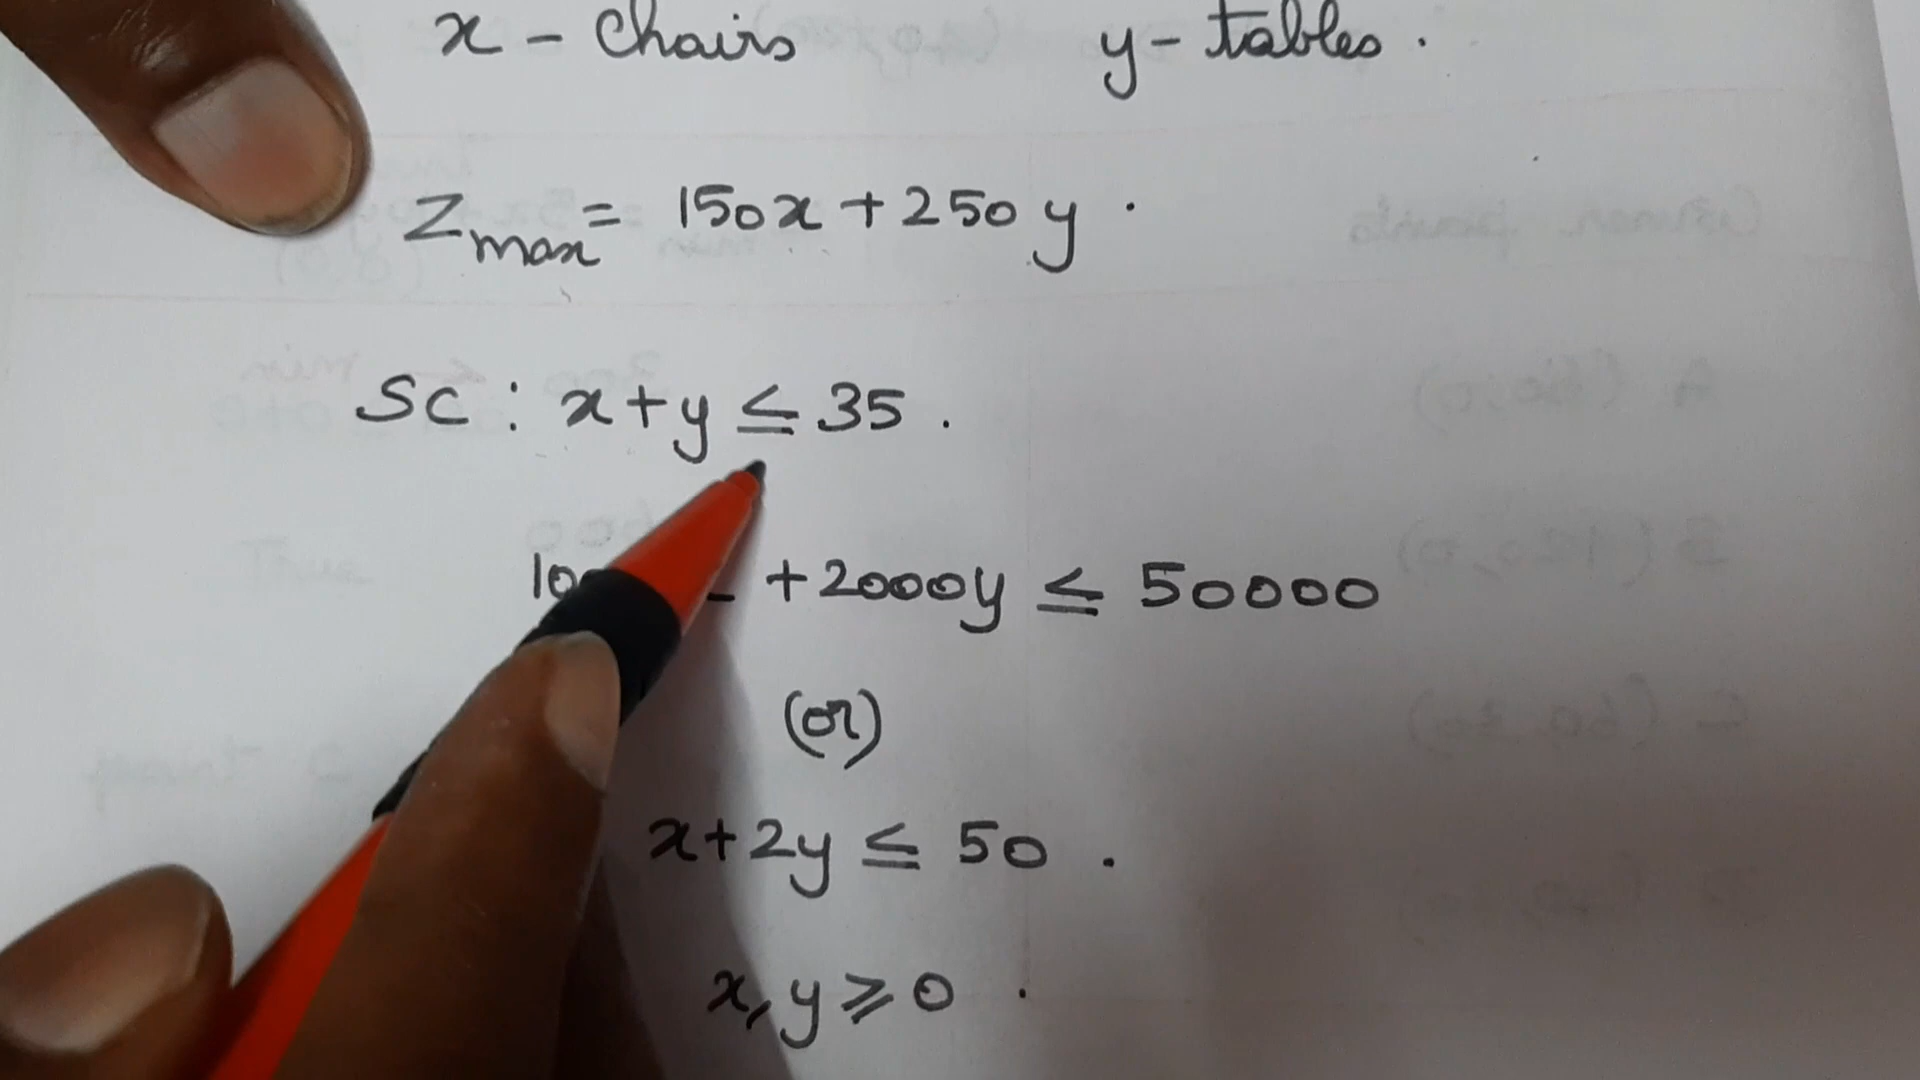 x - Chairs y - tables.
Zmax = 150x + 250y.
SC : x + y ≤ 35.
+ 2000y ≤ 50000
(or)
x + 2y ≤ 50.
x, y ≥ 0.